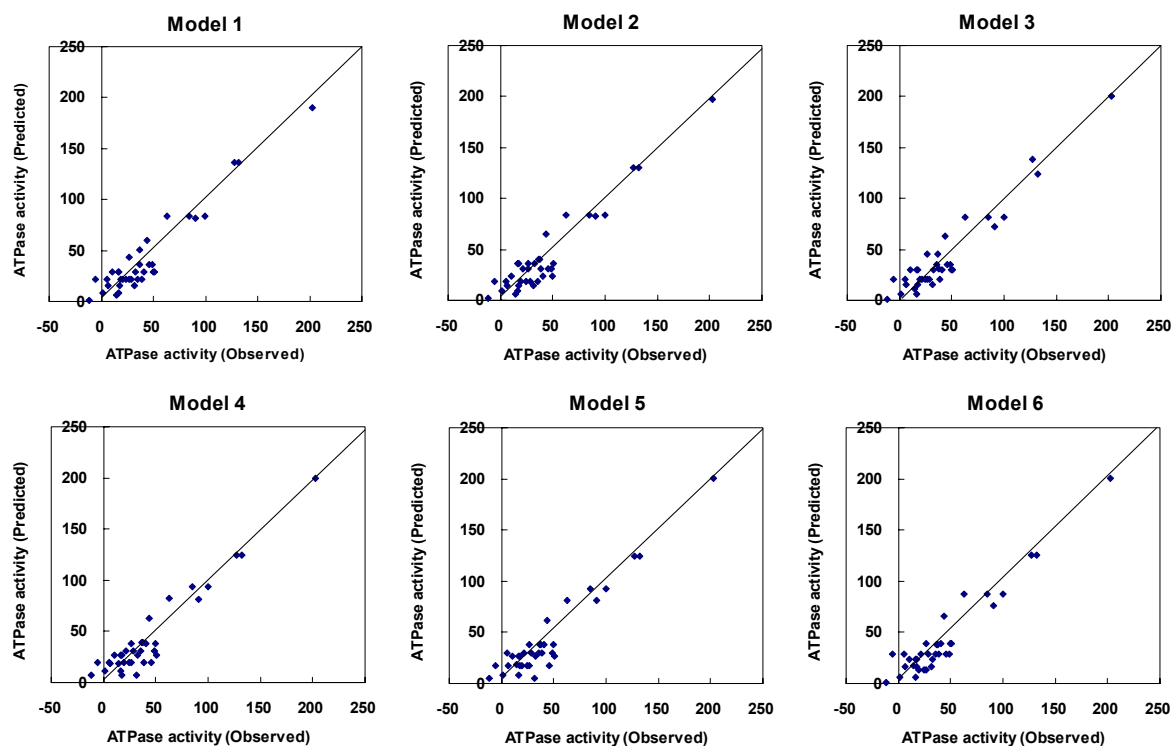 Model 1
ATPase activity (Predicted)
250
200
150
100
50
0
-50 0 50 100 150 200 250
ATPase activity (Observed)
Model 2
ATPase activity (Predicted)
250
200
150
100
50
0
-50 0 50 100 150 200 250
ATPase activity (Observed)
Model 3
ATPase activity (Predicted)
250
200
150
100
50
0
-50 0 50 100 150 200 250
ATPase activity (Observed)
Model 4
ATPase activity (Predicted)
250
200
150
100
50
0
-50 0 50 100 150 200 250
ATPase activity (Observed)
Model 5
ATPase activity (Predicted)
250
200
150
100
50
0
-50 0 50 100 150 200 250
ATPase activity (Observed)
Model 6
ATPase activity (Predicted)
250
200
150
100
50
0
-50 0 50 100 150 200 250
ATPase activity (Observed)